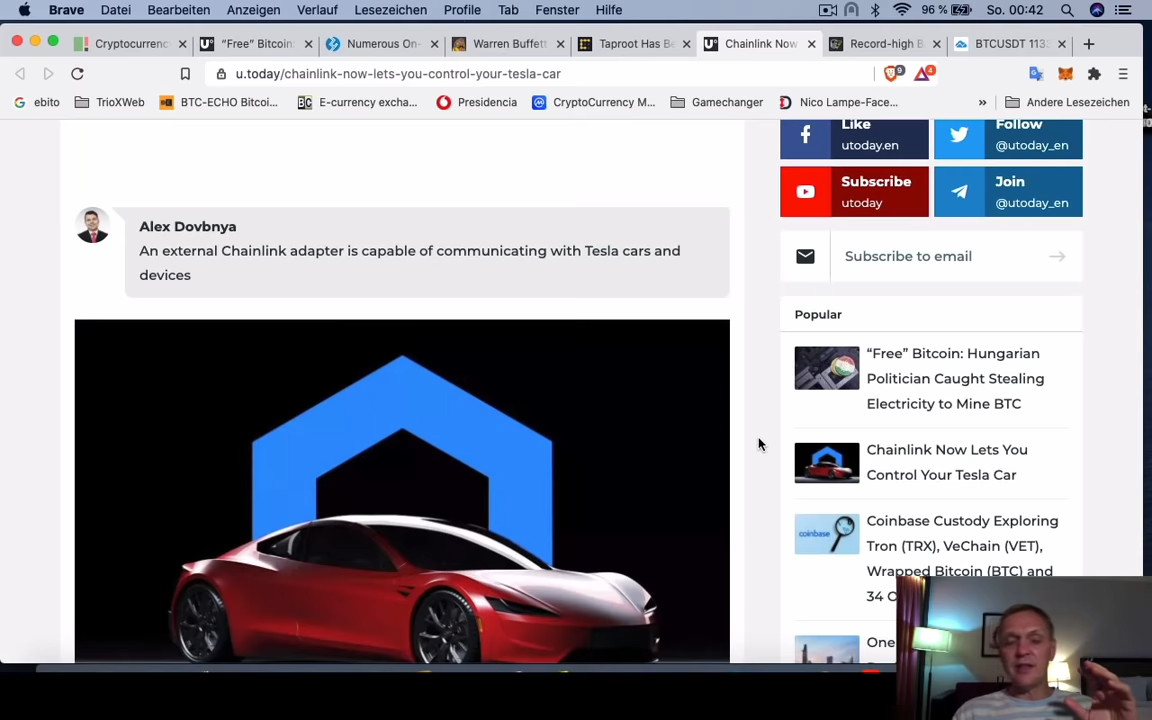 Brave Datei Bearbeiten Anzeigen Verlauf Lesezeichen Profile Tab Fenster Hilfe 96 % So. 00:42
Cryptocurrenc “Free” Bitcoin: Numerous On- Warren Buffett Taproot Has Be Chainlink Now Record-high B BTCUSDT
u.today/chainlink-now-lets-you-control-your-tesla-car 9 4
ebito TrioXWeb BTC-ECHO Bitcoi... E-currency excha... Presidencia CryptoCurrency M... Gamechanger Nico Lampe-Face... » Andere Lesezeichen
Alex Dovbnya
An external Chainlink adapter is capable of communicating with Tesla cars and
devices
Like
utoday.en
Follow
@utoday_en
Subscribe
utoday
Join
@utoday_en
Subscribe to email
Popular
“Free” Bitcoin: Hungarian
Politician Caught Stealing
Electricity to Mine BTC
Chainlink Now Lets You
Control Your Tesla Car
coinbase
Coinbase Custody Exploring
Tron (TRX), VeChain (VET),
Wrapped Bitcoin (BTC) and
34 O
One